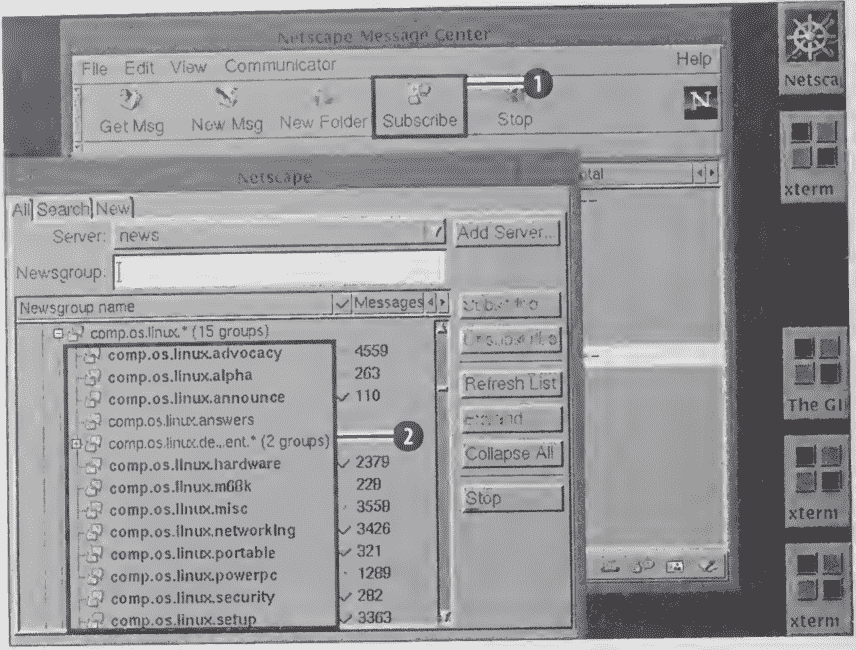 Netscape Message Center
File Edit View Communicator Help
Get Msg New Msg New Folder Subscribe Stop
1
N
Netsca
xterm
Netscape
otal
All Search New
Server: news
Add Server...
Newsgroup:
Newsgroup name Messages
comp.os.linux.* (15 groups)
comp.os.linux.advocacy 4559
comp.os.linux.alpha 263
comp.os.linux.announce 110
comp.os.linux.answers
comp.os.linux.de...ent.* (2 groups)
comp.os.linux.hardware 2379
comp.os.linux.m68k 228
comp.os.linux.misc 3558
comp.os.linux.networking 3426
comp.os.linux.portable 321
comp.os.linux.powerpc 1289
comp.os.linux.security 282
comp.os.linux.setup 3363
2
Refresh List
Collapse All
Stop
The GI
xterm
xterm